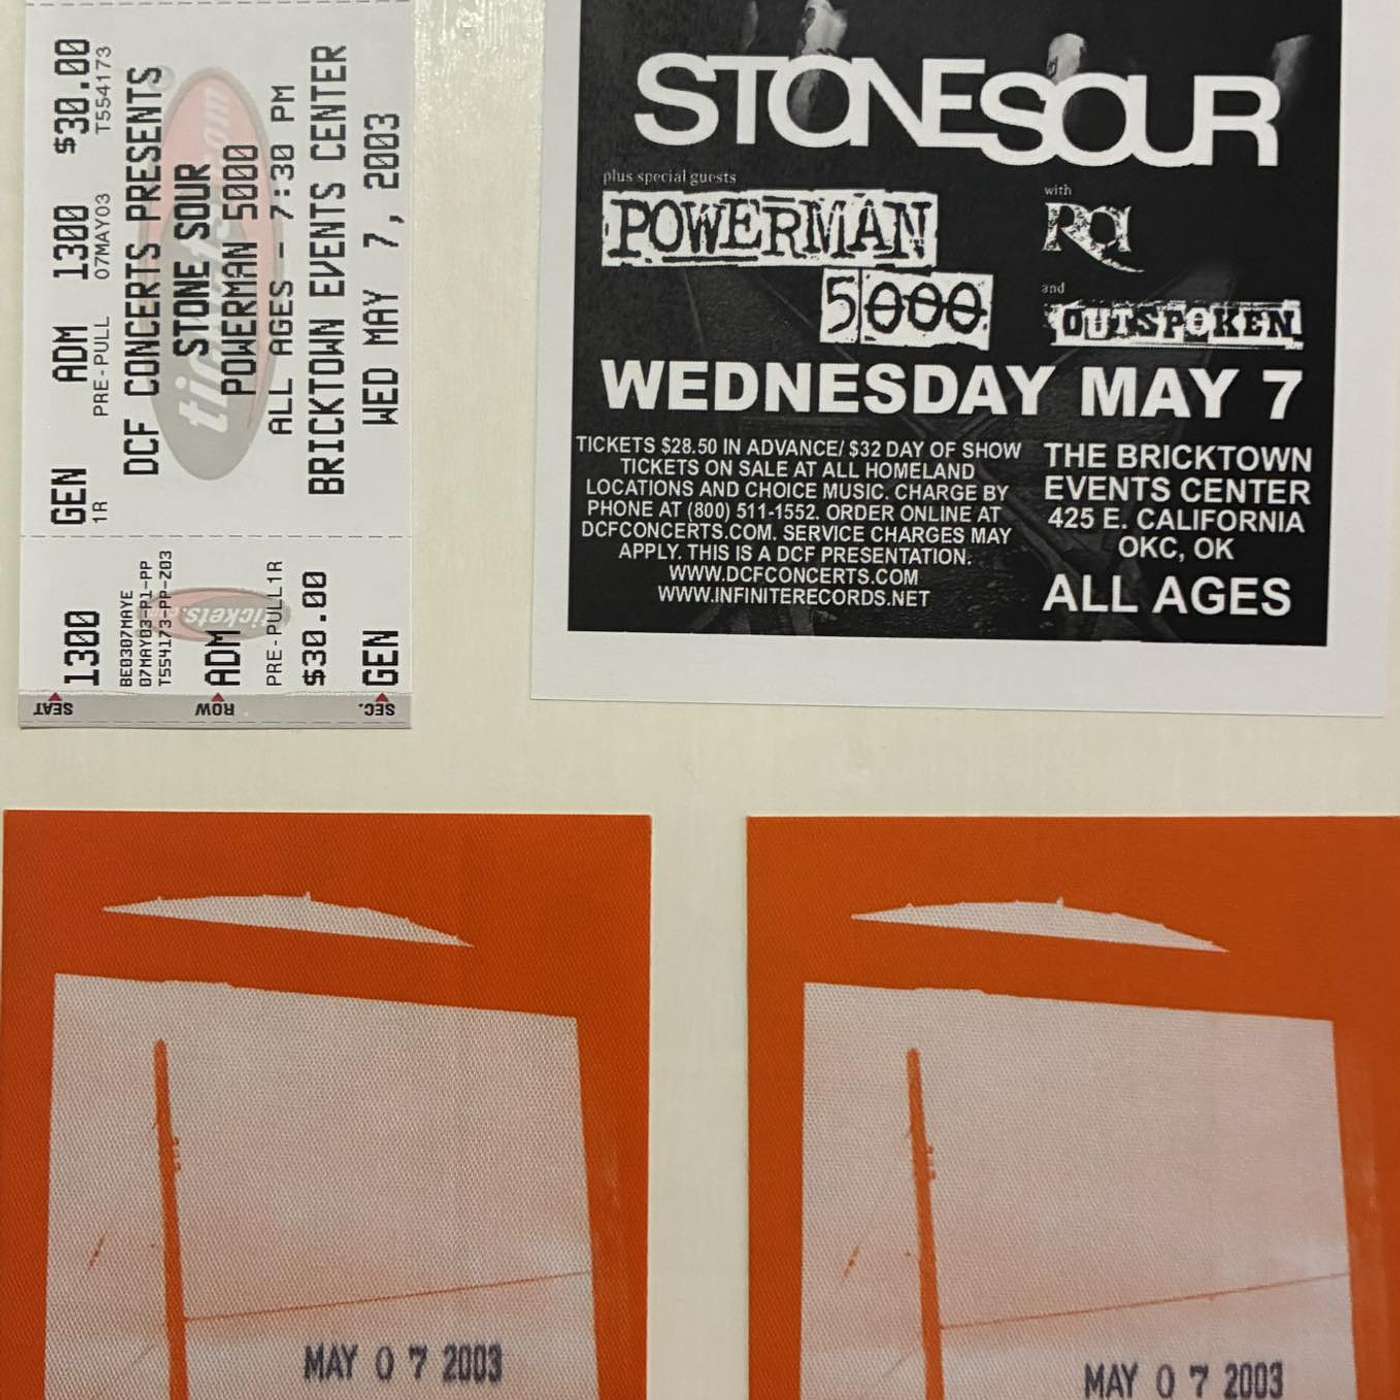 GEN ADM 1300 $30.00
1R PRE-PULL 07MAY03 T554173
DCF CONCERTS PRESENTS
STONE SOUR
POWERMAN 5000
ALL AGES - 7:30 PM
BRICKTOWN EVENTS CENTER
WED MAY 7, 2003
1300
BE0307MAYE
07MAY03-P1-PP
T554173-PP-Z03
tickets
ADM
PRE-PULL1R
$30.00
GEN
SEAT
ROW
SEC.
STONESOUR
plus special guests
POWERMAN
5000
with
RA
and
OUTSPOKEN
WEDNESDAY MAY 7
TICKETS $28.50 IN ADVANCE/ $32 DAY OF SHOW
TICKETS ON SALE AT ALL HOMELAND
LOCATIONS AND CHOICE MUSIC. CHARGE BY
PHONE AT (800) 511-1552. ORDER ONLINE AT
DCFCONCERTS.COM. SERVICE CHARGES MAY
APPLY. THIS IS A DCF PRESENTATION.
WWW.DCFCONCERTS.COM
WWW.INFINITERECORDS.NET
THE BRICKTOWN
EVENTS CENTER
425 E. CALIFORNIA
OKC, OK
ALL AGES
MAY 0 7 2003
MAY 0 7 2003